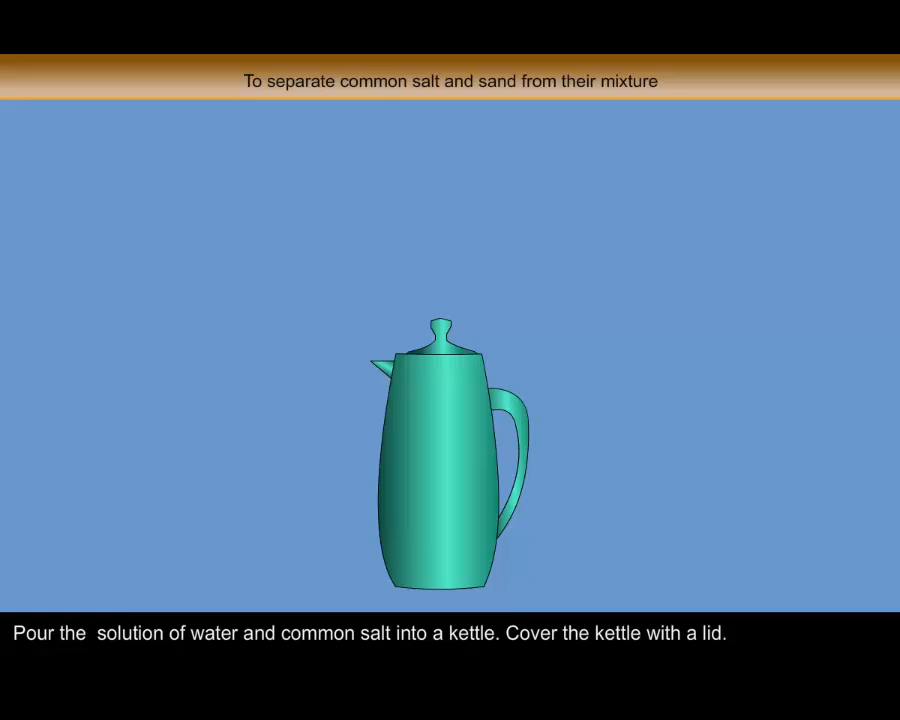 To separate common salt and sand from their mixture
Pour the  solution of water and common salt into a kettle. Cover the kettle with a lid.